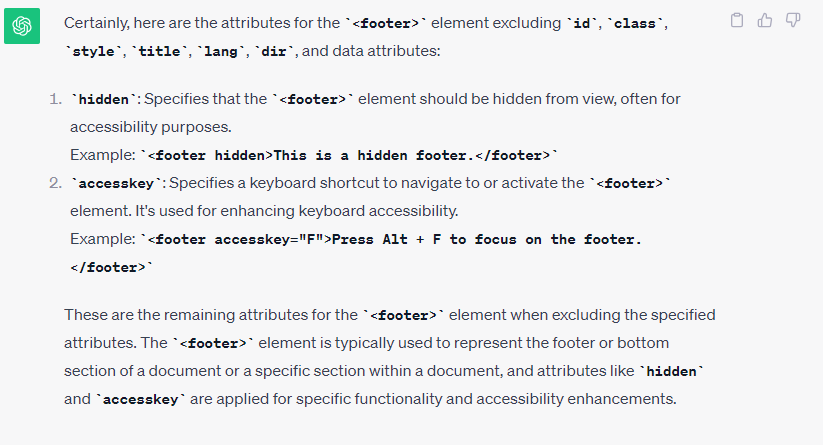 Certainly, here are the attributes for the `<footer>` element excluding `id`, `class`,
`style`, `title`, `lang`, `dir`, and data attributes:
1. `hidden`: Specifies that the `<footer>` element should be hidden from view, often for
accessibility purposes.
Example: `<footer hidden>This is a hidden footer.</footer>`
2. `accesskey`: Specifies a keyboard shortcut to navigate to or activate the `<footer>`
element. It's used for enhancing keyboard accessibility.
Example: `<footer accesskey="F">Press Alt + F to focus on the footer.
</footer>`
These are the remaining attributes for the `<footer>` element when excluding the specified
attributes. The `<footer>` element is typically used to represent the footer or bottom
section of a document or a specific section within a document, and attributes like `hidden`
and `accesskey` are applied for specific functionality and accessibility enhancements.